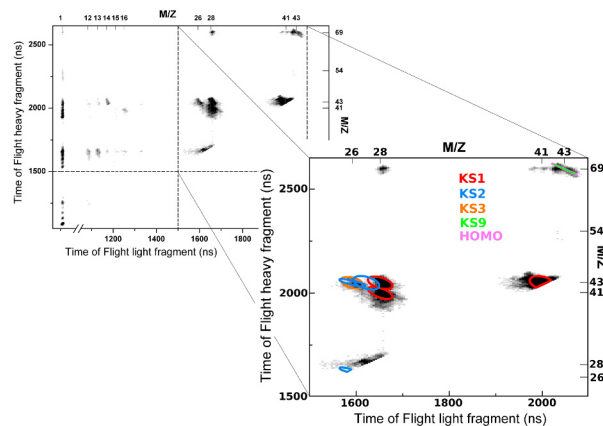 M/Z
1 12 13 14 15 16 26 28 41 43
2500
2000
1500
69
54
43
41
M/Z
Time of Flight heavy fragment (ns)
1200 1400 1600 1800
Time of Flight light fragment (ns)
M/Z
26 28 41 43
KS1
KS2
KS3
KS9
HOMO
2500
2000
1500
69
54
43
41
28
26
M/Z
Time of Flight heavy fragment (ns)
1600 1800 2000
Time of Flight light fragment (ns)